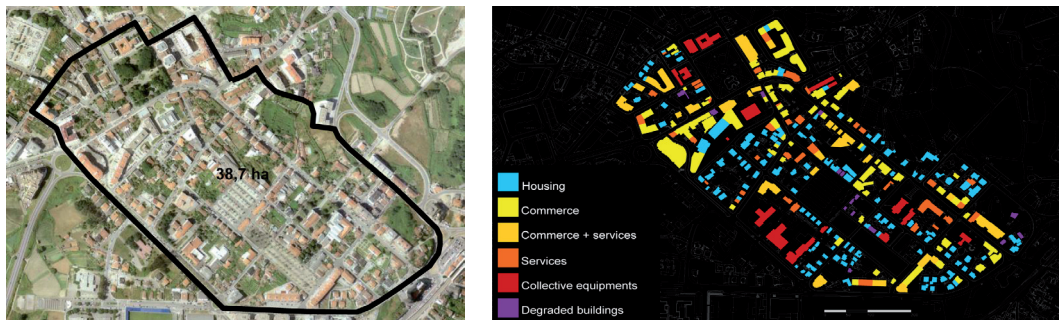 38,7 ha
Housing
Commerce
Commerce + services
Services
Collective equipments
Degraded buildings